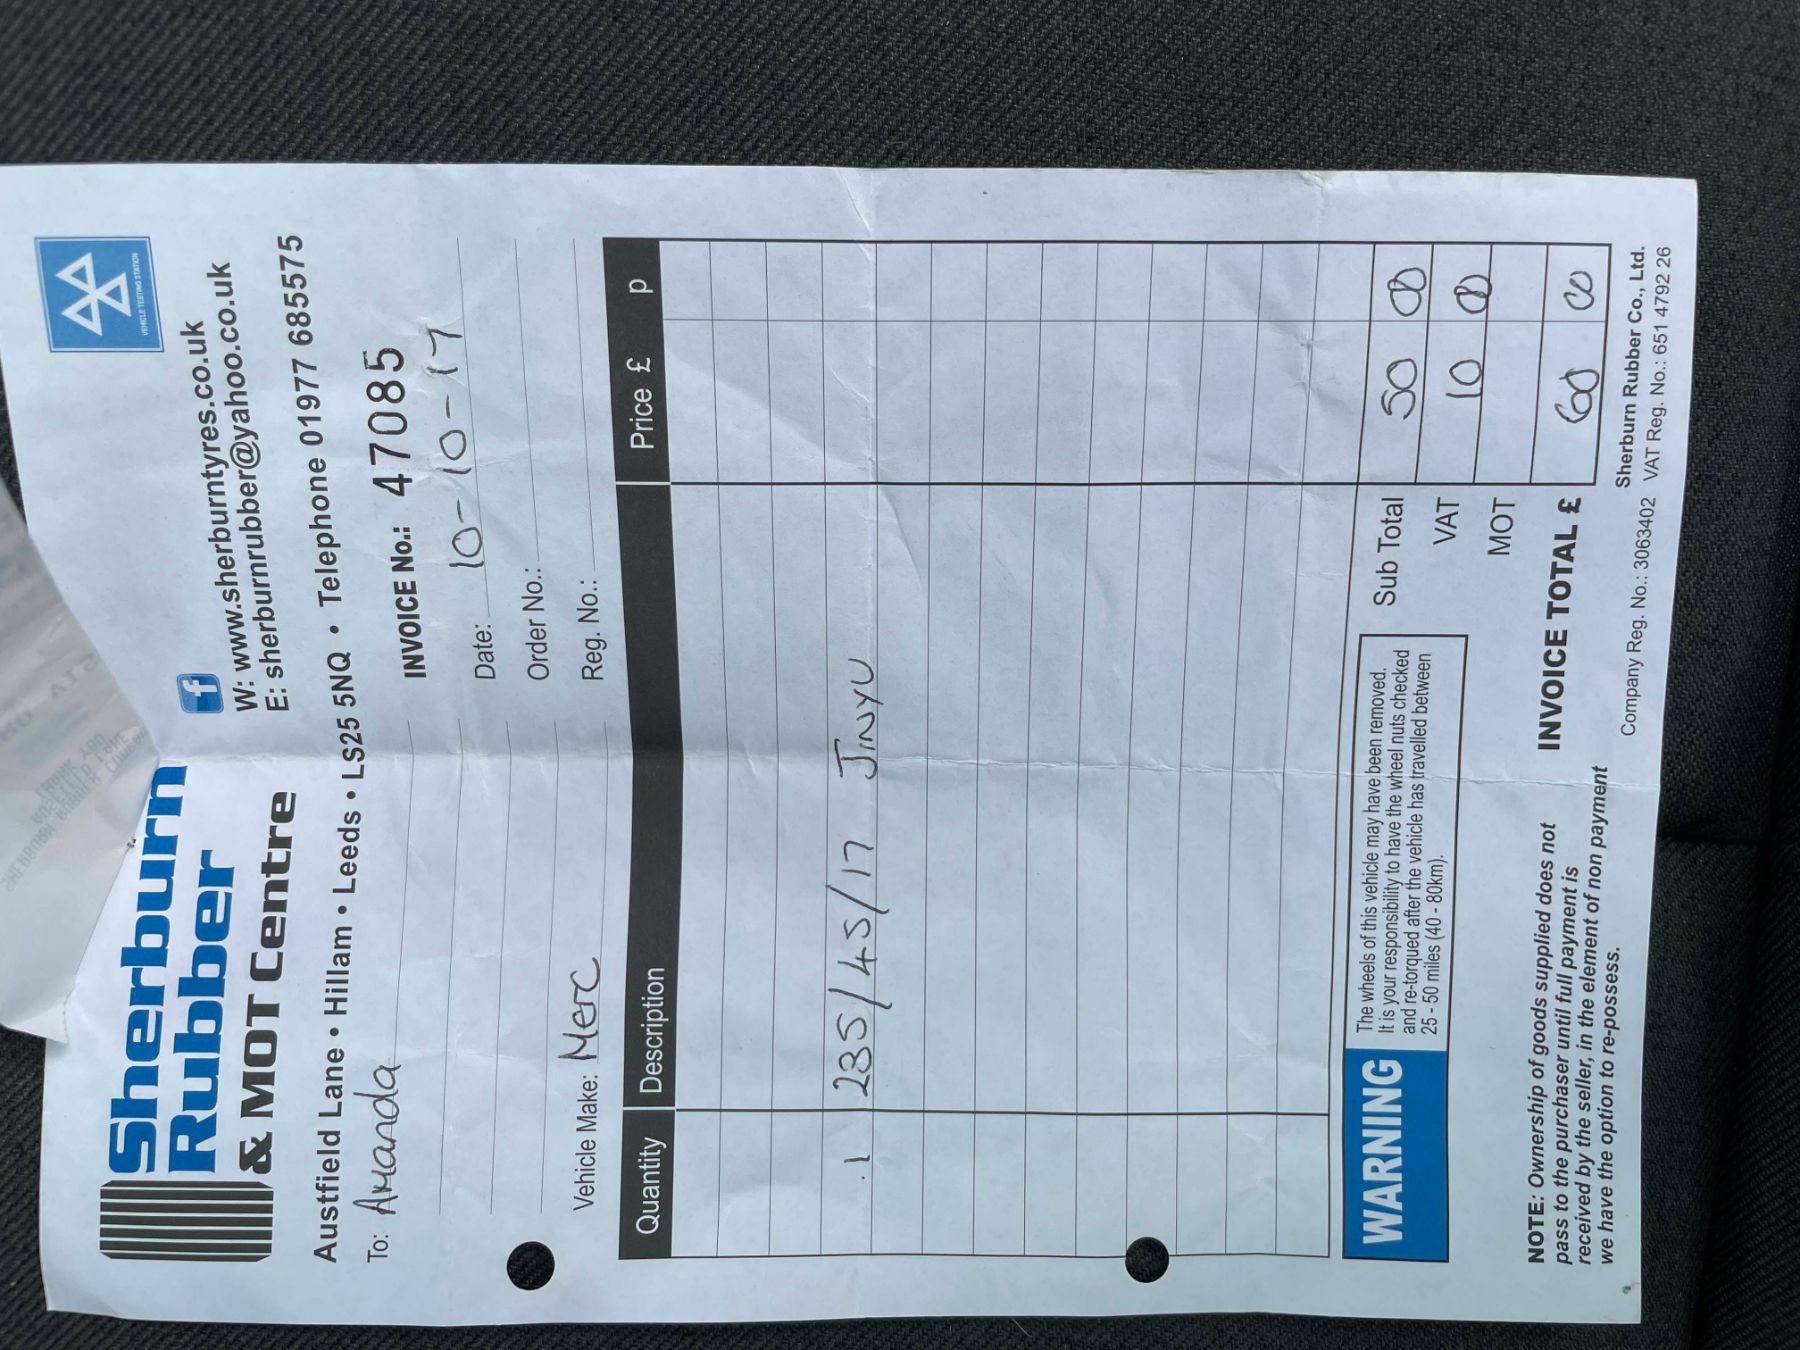 Sherburn
Rubber
& MOT Centre
VEHICLE TESTING STATION
W: www.sherburntyres.co.uk
E: sherburnrubber@yahoo.co.uk
Austfield Lane • Hillam • Leeds • LS25 5NQ • Telephone 01977 685575
To: Amanda
INVOICE No.: 47085
Date: 10-10-17
Order No.:
Vehicle Make: Merc
Reg. No.:
Quantity Description Price £ p
1 235/45/17 JINYU
WARNING
The wheels of this vehicle may have been removed.
It is your responsibility to have the wheel nuts checked
and re-torqued after the vehicle has travelled between
25 - 50 miles (40 - 80km).
Sub Total 50 00
VAT 10 00
MOT
INVOICE TOTAL £ 60 00
NOTE: Ownership of goods supplied does not
pass to the purchaser until full payment is
received by the seller, in the element of non payment
we have the option to re-possess.
Sherburn Rubber Co., Ltd.
Company Reg. No.: 3063402 VAT Reg. No.: 651 4792 26